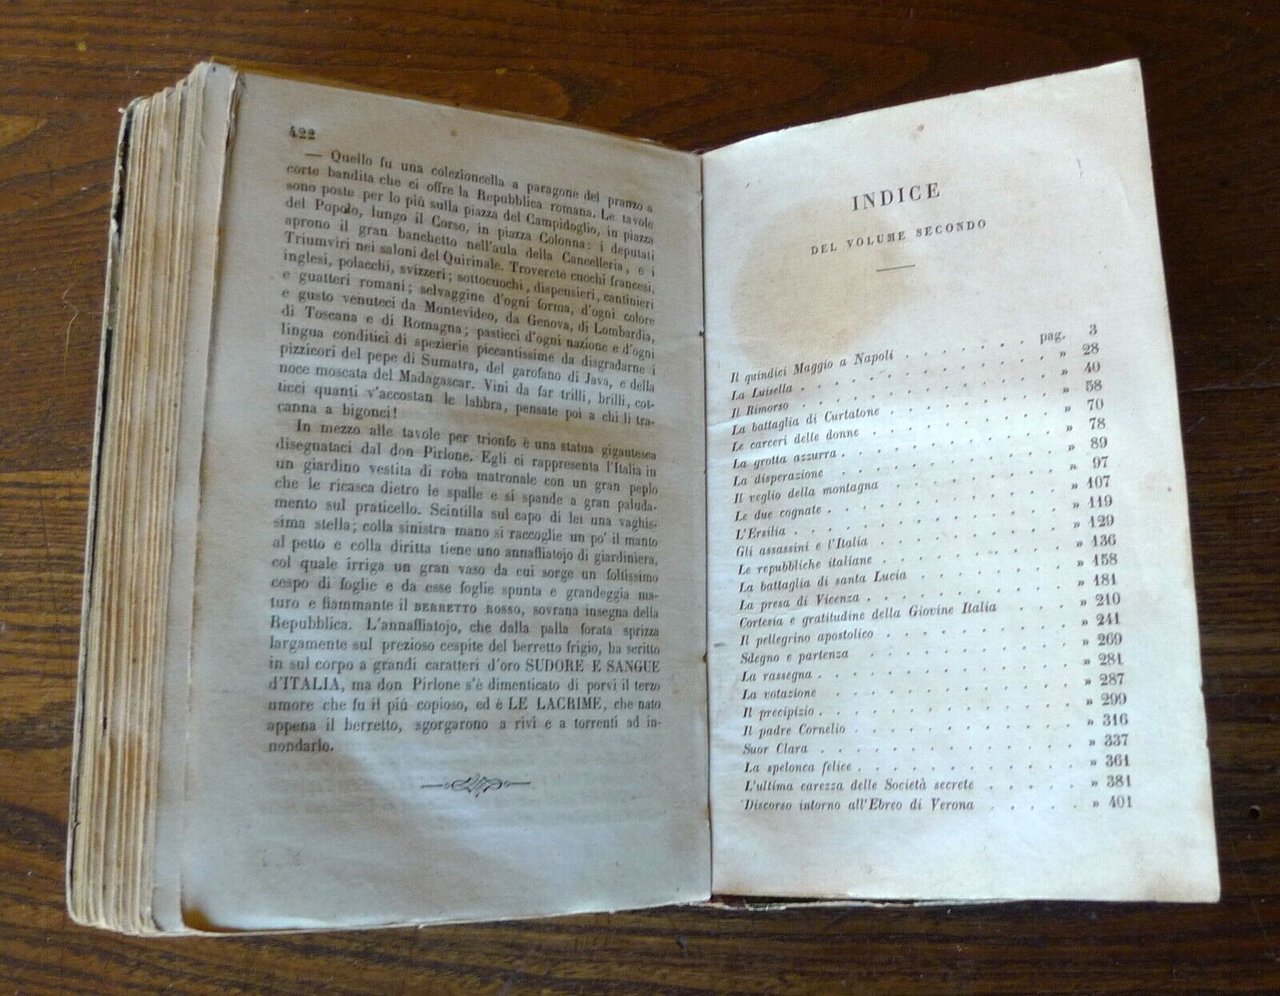 422
— Quello fu una colezioncella a paragone del pranzo a
corte bandita che ci offre la Repubblica romana. Le tavole
sono poste per lo più sulla piazza del Campidoglio, in piazza
del Popolo, lungo il Corso, in piazza Colonna: i deputati
aprono il gran banchetto nell'aula della Cancelleria, e i
Triumviri nei saloni del Quirinale. Troverete cuochi francesi,
inglesi, polacchi, svizzeri; sottocuochi, dispensieri, cantinieri
e guatteri romani; selvaggine d'ogni forma, d'ogni colore
e gusto venuteci da Montevideo, da Genova, di Lombardia,
di Toscana e di Romagna; pasticci d'ogni nazione e d'ogni
lingua conditici di spezierie piccantissime da disgradarne i
pizzicori del pepe di Sumatra, del garofano di Java, e della
noce moscata del Madagascar. Vini da far trilli, brilli, cot-
ticci quanti v'accostan le labbra, pensate poi a chi li tra-
canna a bigonci!
In mezzo alle tavole per trionfo è una statua gigantesca
disegnataci dal don Pirlone. Egli ci rappresenta l'Italia in
un giardino vestita di roba matronale con un gran peplo
che le ricasca dietro le spalle e si spande a gran paluda-
mento sul praticello. Scintilla sul capo di lei una vaghis-
sima stella; colla sinistra mano si raccoglie un po' il manto
al petto e colla diritta tiene uno annaffiatojo di giardiniera,
col quale irriga un gran vaso da cui sorge un foltissimo
cespo di foglie e da esse foglie spunta e grandeggia ma-
turo e fiammante il BERRETTO ROSSO, sovrana insegna della
Repubblica. L'annaffiatojo, che dalla palla forata sprizza
largamente sul prezioso cespite del berretto frigio, ha scritto
in sul corpo a grandi caratteri d'oro SUDORE E SANGUE
d'ITALIA, ma don Pirlone s'è dimenticato di porvi il terzo
umore che fu il più copioso, ed è LE LACRIME, che nato
appena il berretto, sgorgarono a rivi e a torrenti ad in-
nondarlo.
INDICE
DEL VOLUME SECONDO
Il quindici Maggio a Napoli . . . . . . . pag. 3
La Luisella . . . . . . . . . . . . » 28
Il Rimorso . . . . . . . . . . . . » 40
La battaglia di Curtatone . . . . . . . . » 58
Le carceri delle donne . . . . . . . . . » 70
La grotta azzurra . . . . . . . . . . » 78
La disperazione . . . . . . . . . . . » 89
Il veglio della montagna . . . . . . . . » 97
Le due cognate . . . . . . . . . . . » 107
L'Ersilia . . . . . . . . . . . . . » 119
Gli assassini e l'Italia . . . . . . . . . » 129
Le repubbliche italiane . . . . . . . . . » 136
La battaglia di santa Lucia . . . . . . . . » 158
La presa di Vicenza . . . . . . . . . . » 181
Cortesia e gratitudine della Giovine Italia . . . . » 210
Il pellegrino apostolico . . . . . . . . . » 241
Sdegno e partenza . . . . . . . . . . » 269
La rassegna . . . . . . . . . . . . » 281
La votazione . . . . . . . . . . . . » 287
Il precipizio . . . . . . . . . . . . » 299
Il padre Cornelio . . . . . . . . . . . » 316
Suor Clara . . . . . . . . . . . . » 337
La spelonca felice . . . . . . . . . . » 361
L'ultima carezza delle Società secrete . . . . . » 381
Discorso intorno all'Ebreo di Verona . . . . . » 401